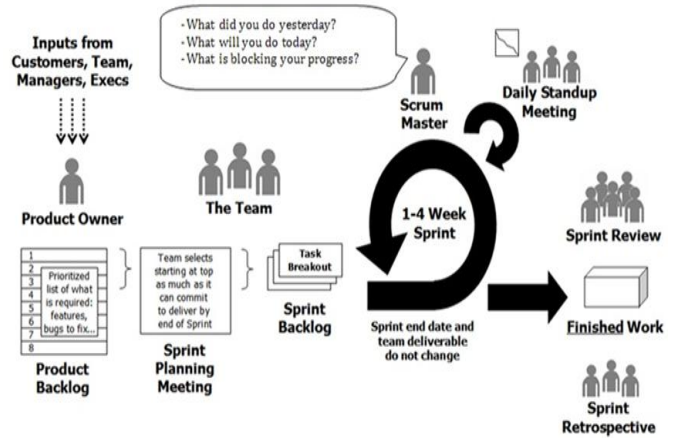 - What did you do yesterday?
- What will you do today?
- What is blocking your progress?
Inputs from
Customers, Team,
Managers, Execs
Scrum
Master
Daily Standup
Meeting
Product Owner
The Team
1-4 Week
Sprint
Sprint Review
1
2
3
4
5
6
7
8
Prioritized
list of what
is required:
features,
bugs to fix...
Team selects
starting at top
as much as it
can commit
to deliver by
end of Sprint
Task
Breakout
Sprint
Backlog
Sprint end date and
team deliverable
do not change
Finished Work
Product
Backlog
Sprint
Planning
Meeting
Sprint
Retrospective